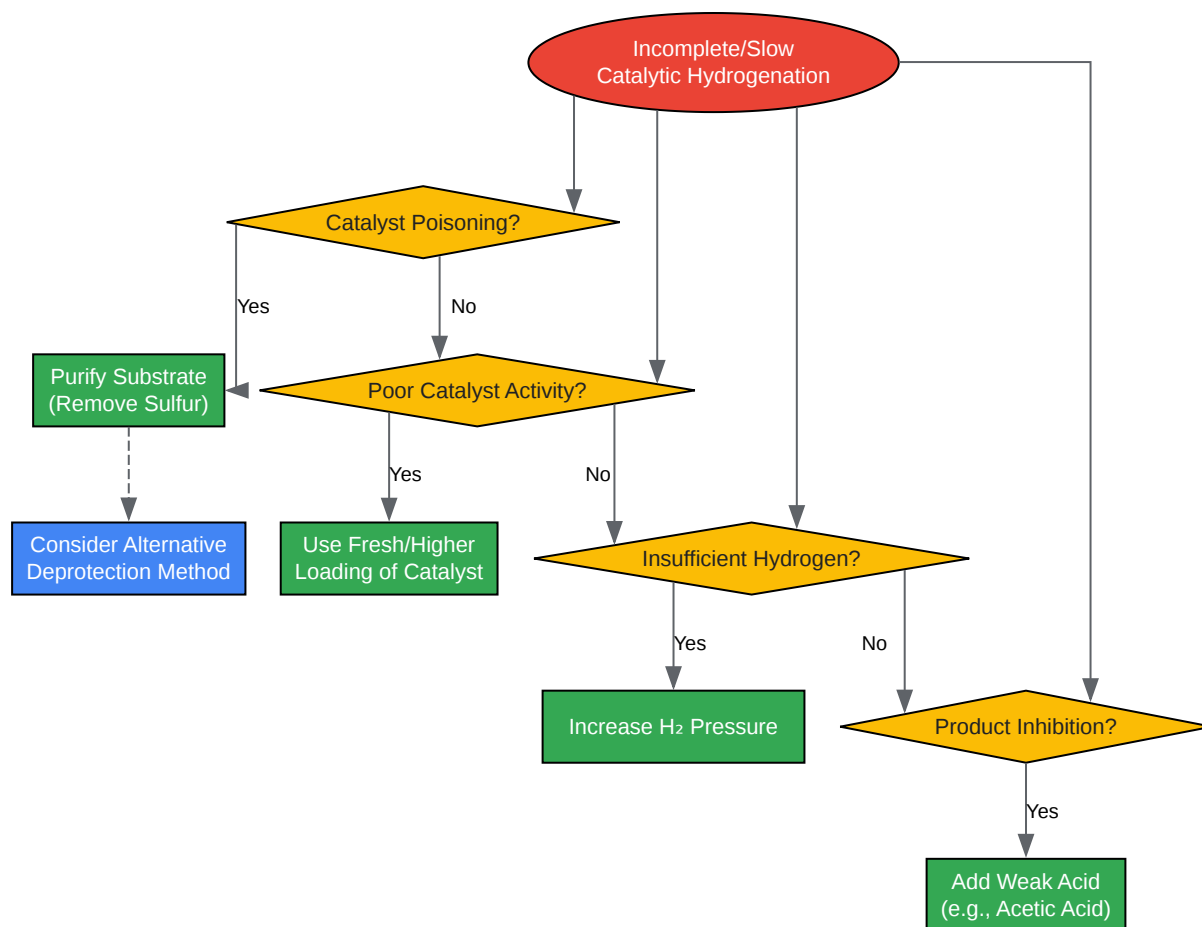 Incomplete/Slow
Catalytic Hydrogenation
Catalyst Poisoning?
Yes
No
Purify Substrate
(Remove Sulfur)
Poor Catalyst Activity?
Yes
No
Consider Alternative
Deprotection Method
Use Fresh/Higher
Loading of Catalyst
Insufficient Hydrogen?
Yes
No
Increase H₂ Pressure
Product Inhibition?
Yes
Add Weak Acid
(e.g., Acetic Acid)